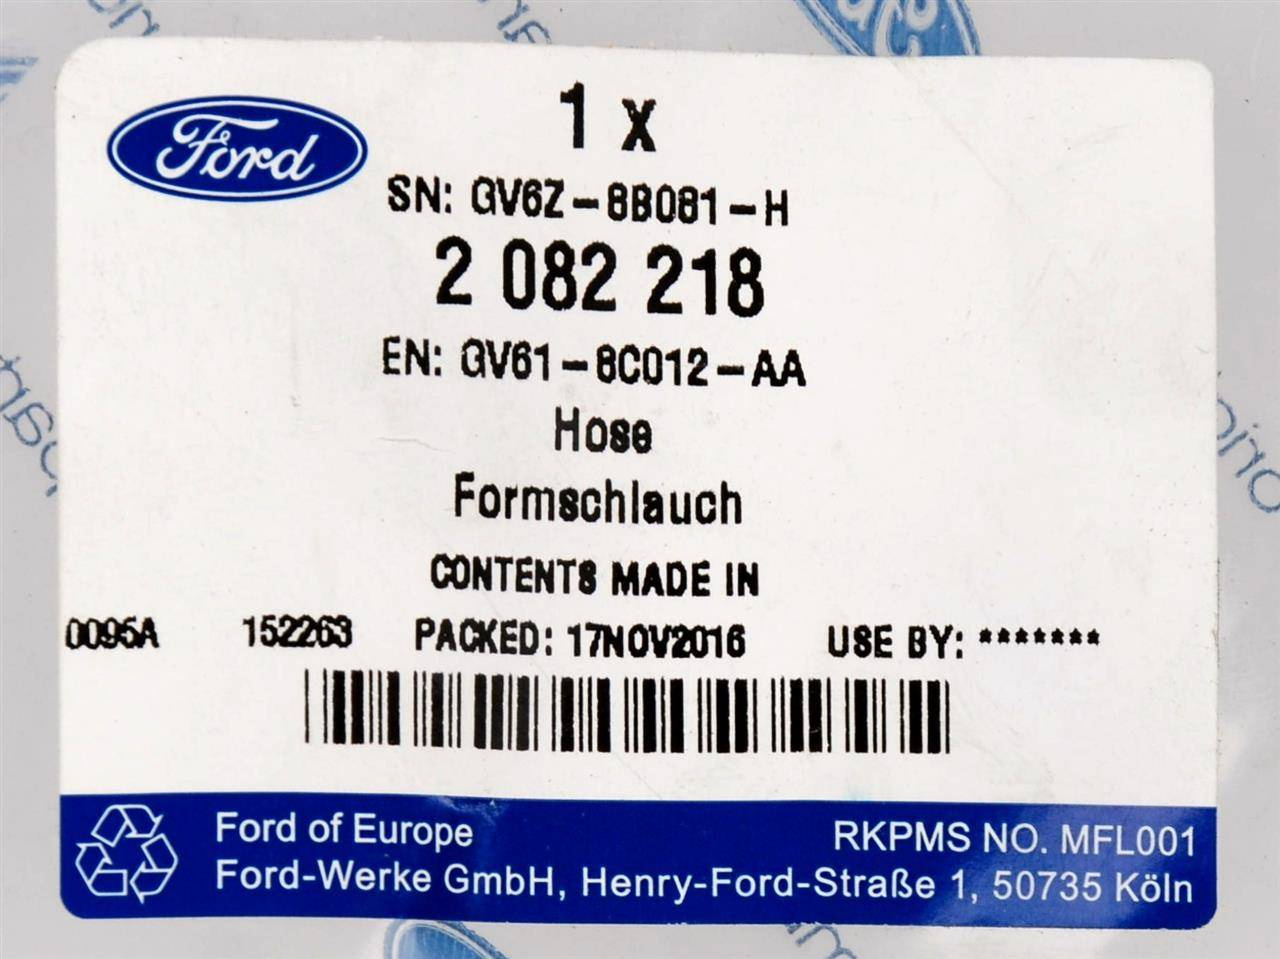 Ford
1 x
SN: GV6Z-8B081-H
2 082 218
EN: GV61-8C012-AA
Hose
Formschlauch
CONTENTS MADE IN
0095A 152263 PACKED: 17NOV2016 USE BY: *******
Ford of Europe RKPMS NO. MFL001
Ford-Werke GmbH, Henry-Ford-Straße 1, 50735 Köln